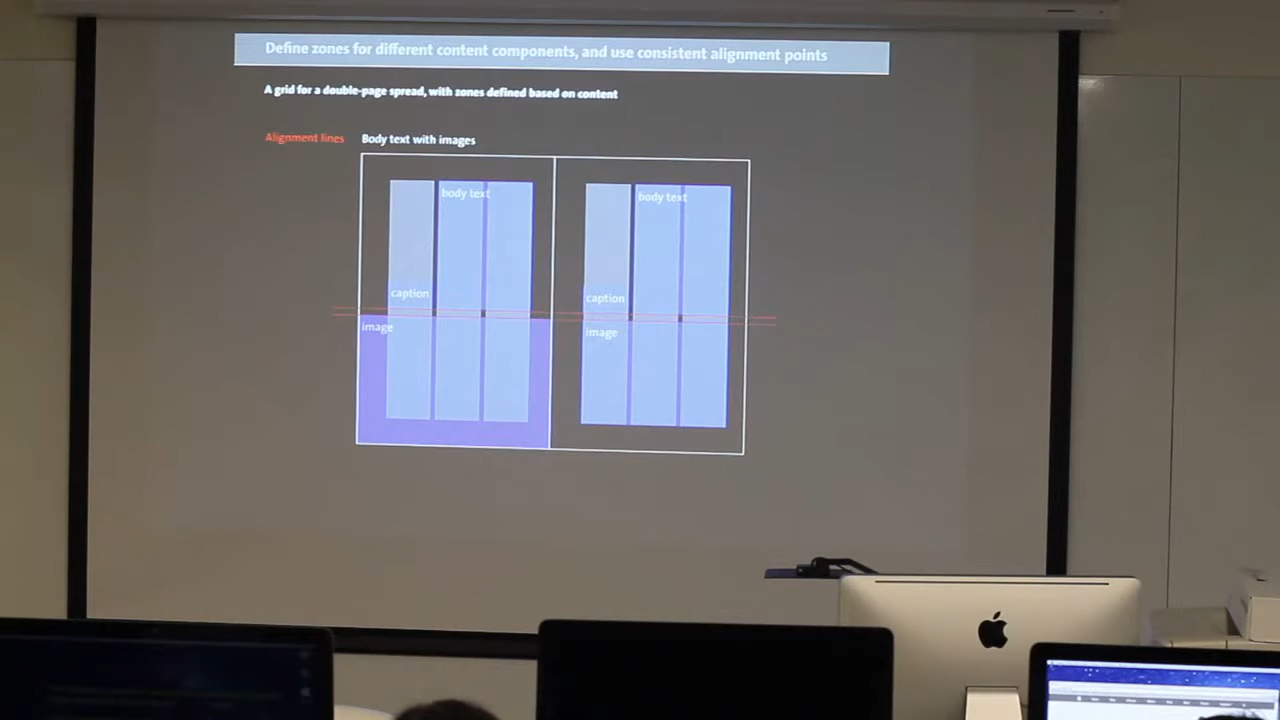 Define zones for different content components, and use consistent alignment points
A grid for a double-page spread, with zones defined based on content
Alignment lines Body text with images
body text body text
caption caption
image image